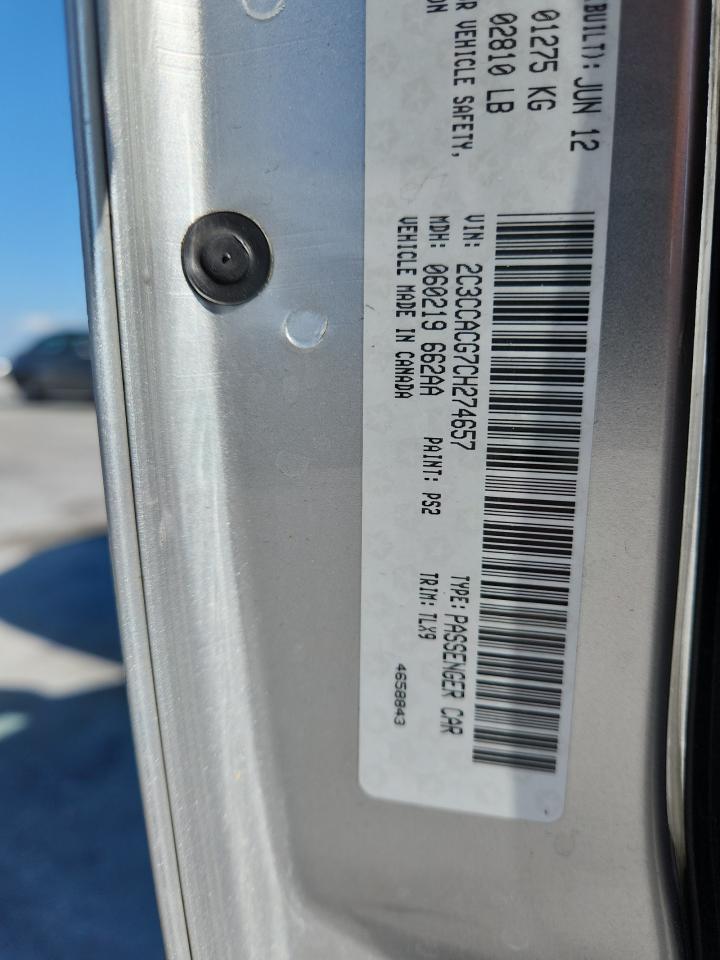 (BUILT): JUN 12
01275 KG
02810 LB
VEHICLE SAFETY,
ON
VIN: 2C3CCACG7CH274657
TYPE: PASSENGER CAR
MDH: 060219 662AA
PAINT: PS2
TRIM: TLX9
VEHICLE MADE IN CANADA
4658843